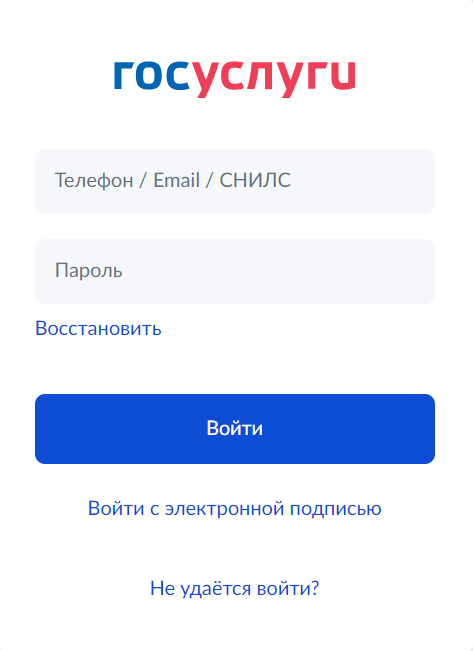 госуслуги
Телефон / Email / СНИЛС
Пароль
Восстановить
Войти
Войти с электронной подписью
Не удаётся войти?